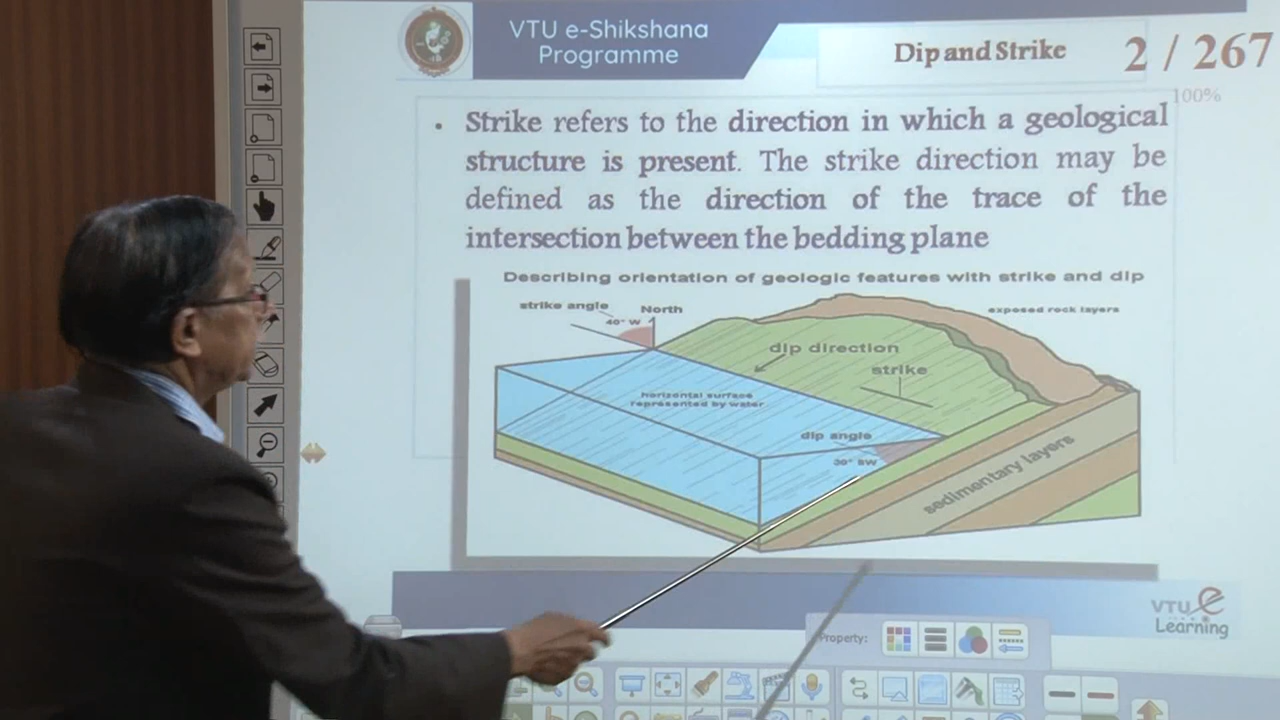 VTU e-Shikshana
Programme
Dip and Strike
2 / 267
100%
• Strike refers to the direction in which a geological
structure is present. The strike direction may be
defined as the direction of the trace of the
intersection between the bedding plane
Describing orientation of geologic features with strike and dip
strike angle
North
exposed rock layers
40° W
dip direction
strike
horizontal surface
represented by water
dip angle
30° SW
sedimentary layers
VTU e
Learning
Property: